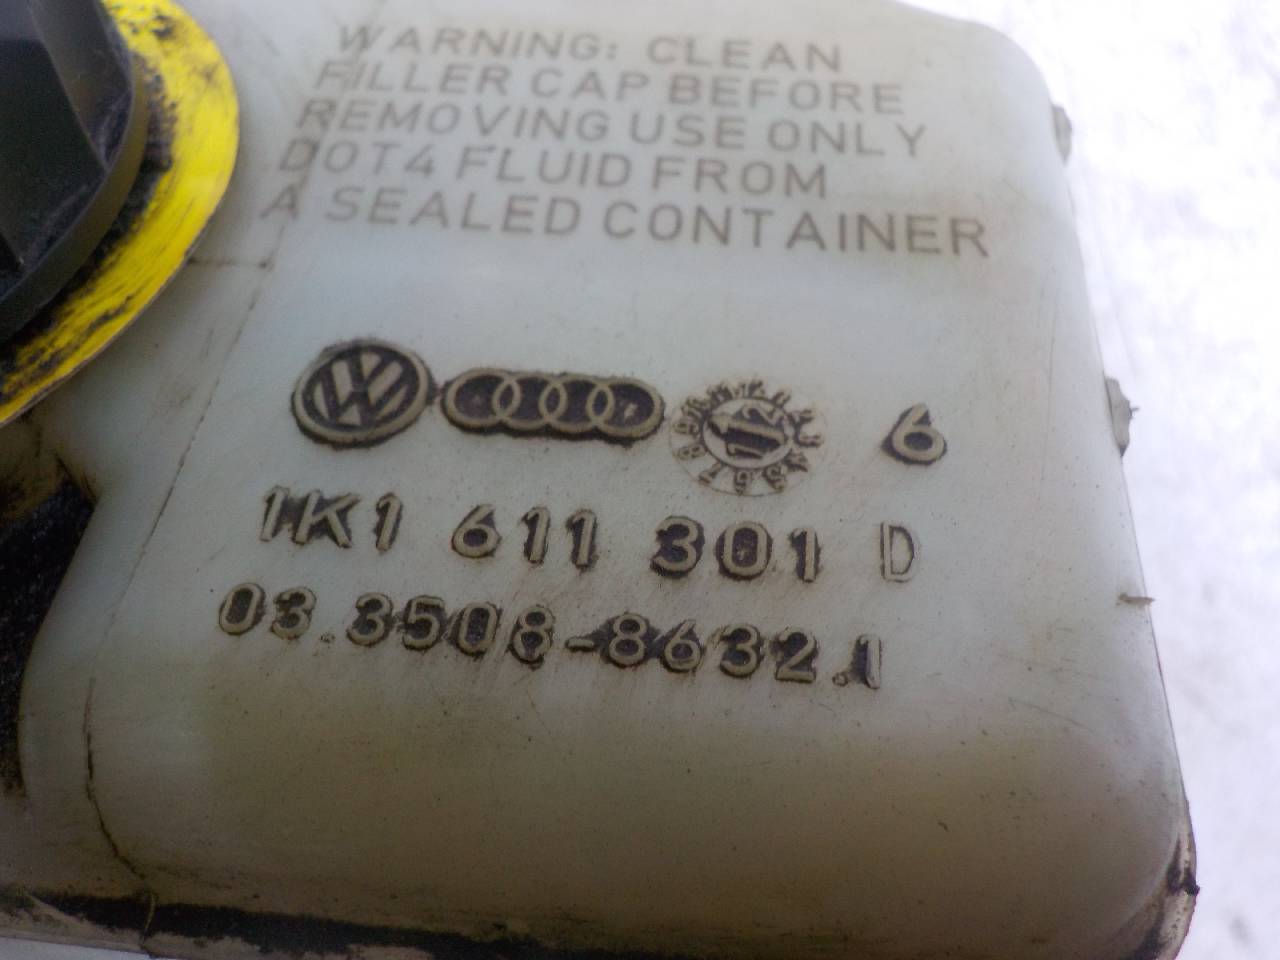 WARNING: CLEAN
FILLER CAP BEFORE
REMOVING USE ONLY
DOT4 FLUID FROM
A SEALED CONTAINER
6
1K1 611 301 D
03.3508-8632.1